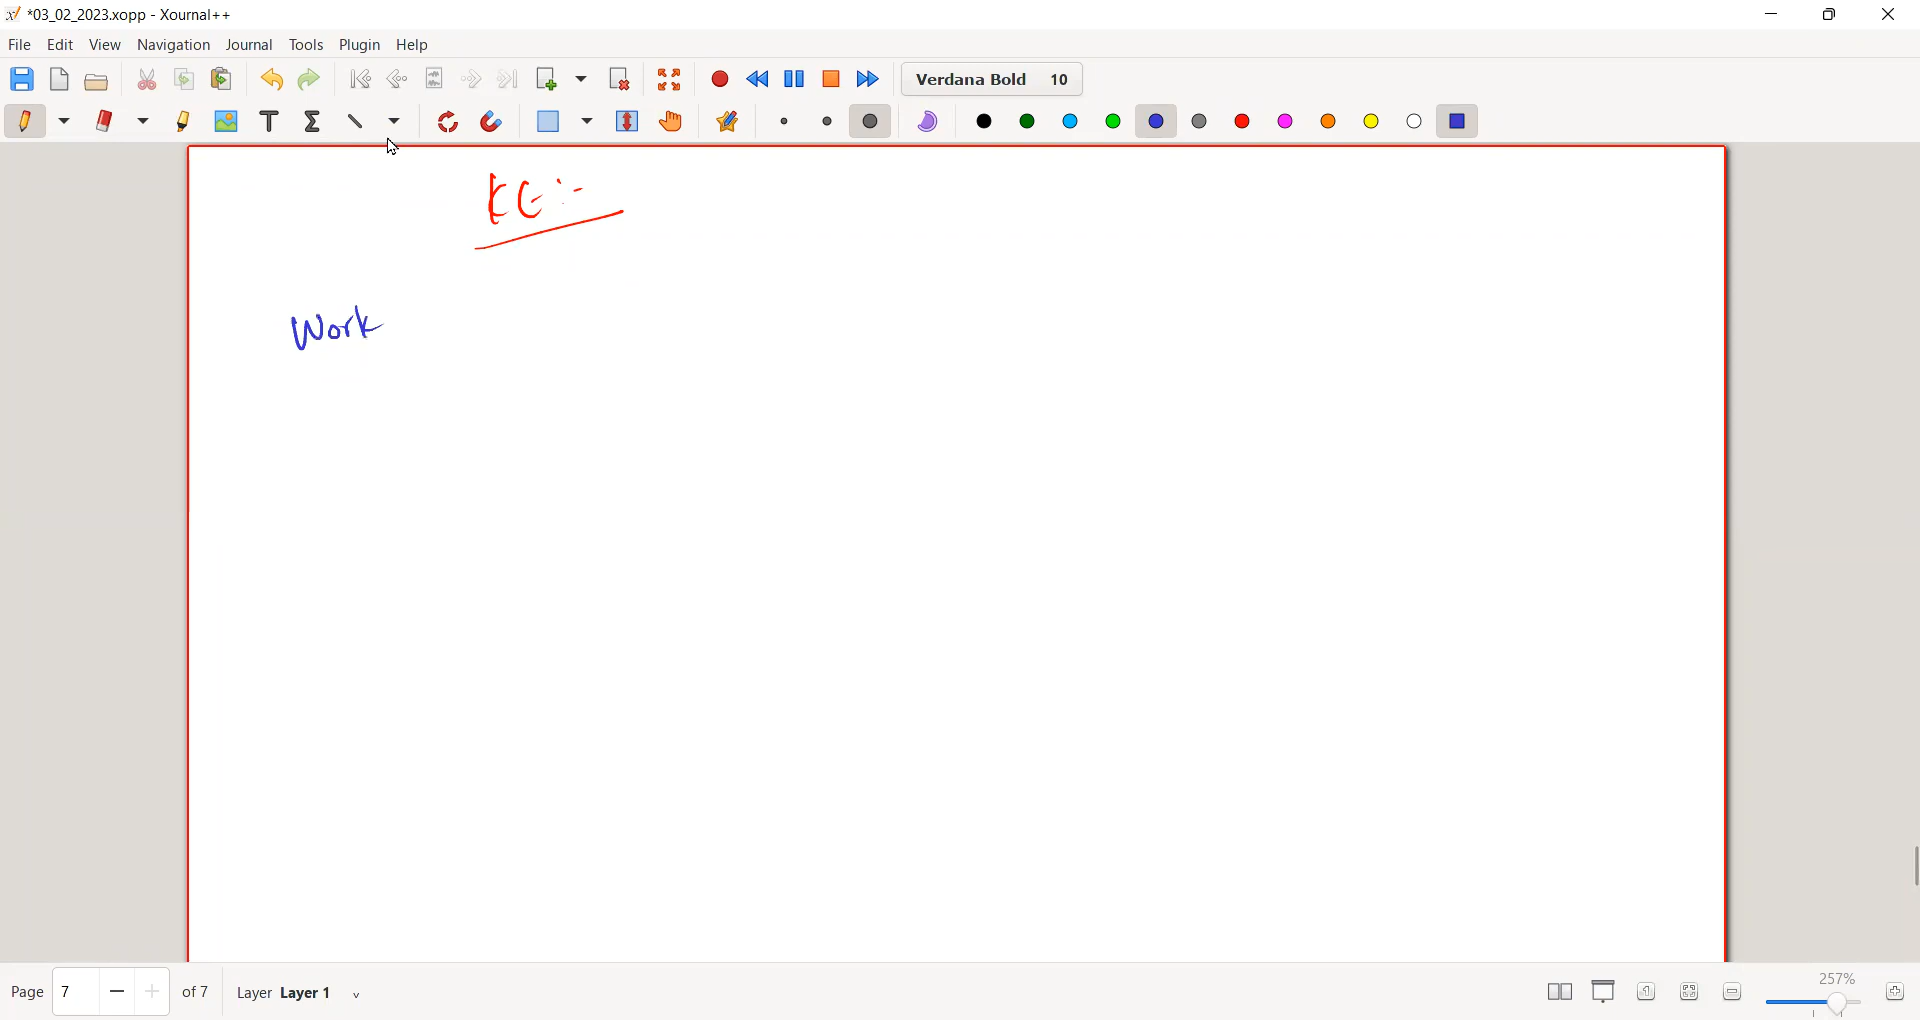 *03_02_2023.xopp - Xournal++
File Edit View Navigation Journal Tools Plugin Help
Verdana Bold 10
KE :-
Work
Page 7 of 7 Layer Layer 1
257%